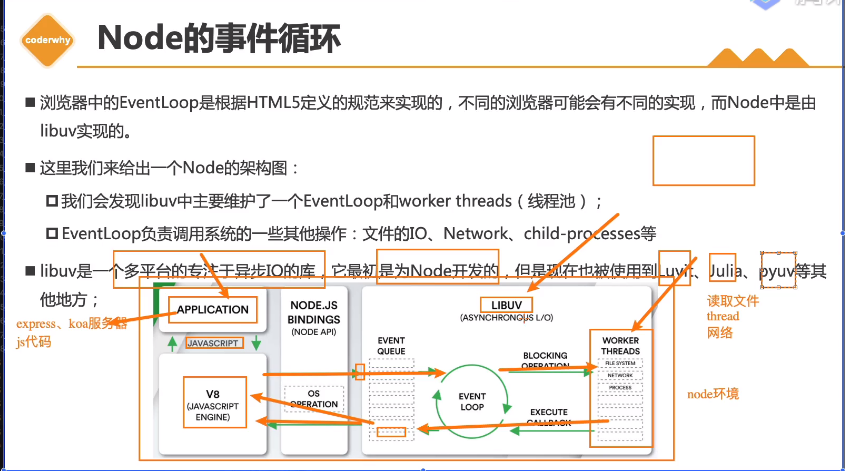 coderwhy
Node的事件循环
■ 浏览器中的EventLoop是根据HTML5定义的规范来实现的，不同的浏览器可能会有不同的实现，而Node中是由
libuv实现的。
■ 这里我们来给出一个Node的架构图：
我们会发现libuv中主要维护了一个EventLoop和worker threads（线程池）；
EventLoop负责调用系统的一些其他操作：文件的IO、Network、child-processes等
■ libuv是一个多平台的专注于异步IO的库，它最初是为Node开发的，但是现在也被使用到Luvit、Julia、pyuv等其
他地方；
express、koa服务器
js代码
APPLICATION
JAVASCRIPT
V8
(JAVASCRIPT
ENGINE)
NODE.JS
BINDINGS
(NODE API)
OS
OPERATION
LIBUV
(ASYNCHRONOUS I/O)
EVENT
QUEUE
EVENT
LOOP
BLOCKING
OPERATION
EXECUTE
CALLBACK
WORKER
THREADS
FILE SYSTEM
NETWORK
PROCESS
读取文件
thread
网络
node环境